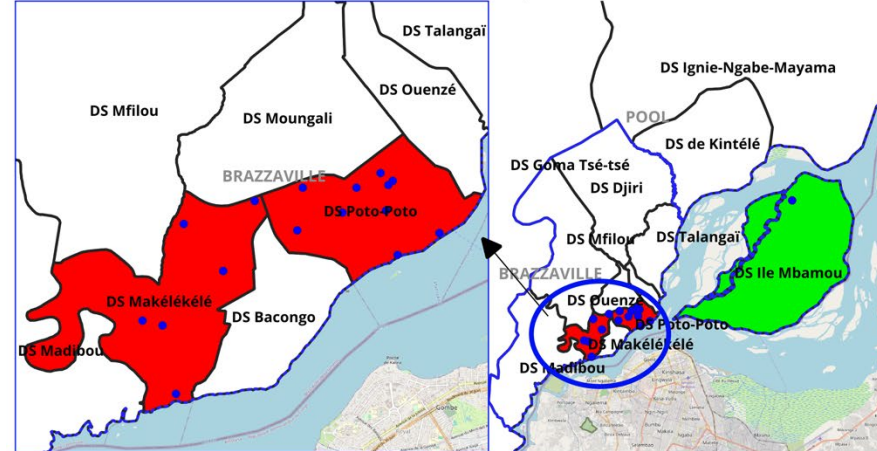 DS Talangaï
DS Ouenzé
DS Mfilou
DS Moungali
BRAZZAVILLE
DS Poto-Poto
DS Makélékélé
DS Bacongo
DS Madibou
Gombe
DS Ignie-Ngabe-Mayama
POOL
DS de Kintélé
DS Goma Tsé-tsé
DS Djiri
DS Mfilou
DS Talangaï
BRAZZAVILLE
DS Ile Mbamou
DS Ouenzé
DS Poto-Poto
DS Makélékélé
DS Madibou